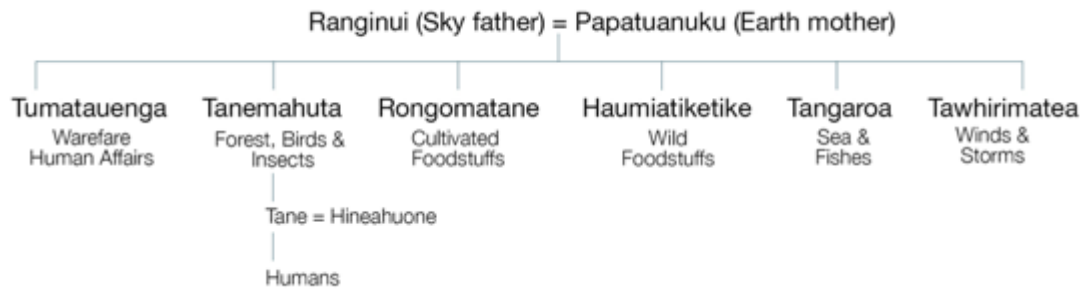 Ranginui (Sky father) = Papatuanuku (Earth mother)
Tumatauenga
Warefare
Human Affairs
Tanemahuta
Forest, Birds &
Insects
Rongomatane
Cultivated
Foodstuffs
Haumiatiketike
Wild
Foodstuffs
Tangaroa
Sea &
Fishes
Tawhirimatea
Winds &
Storms
Tane = Hineahuone
Humans